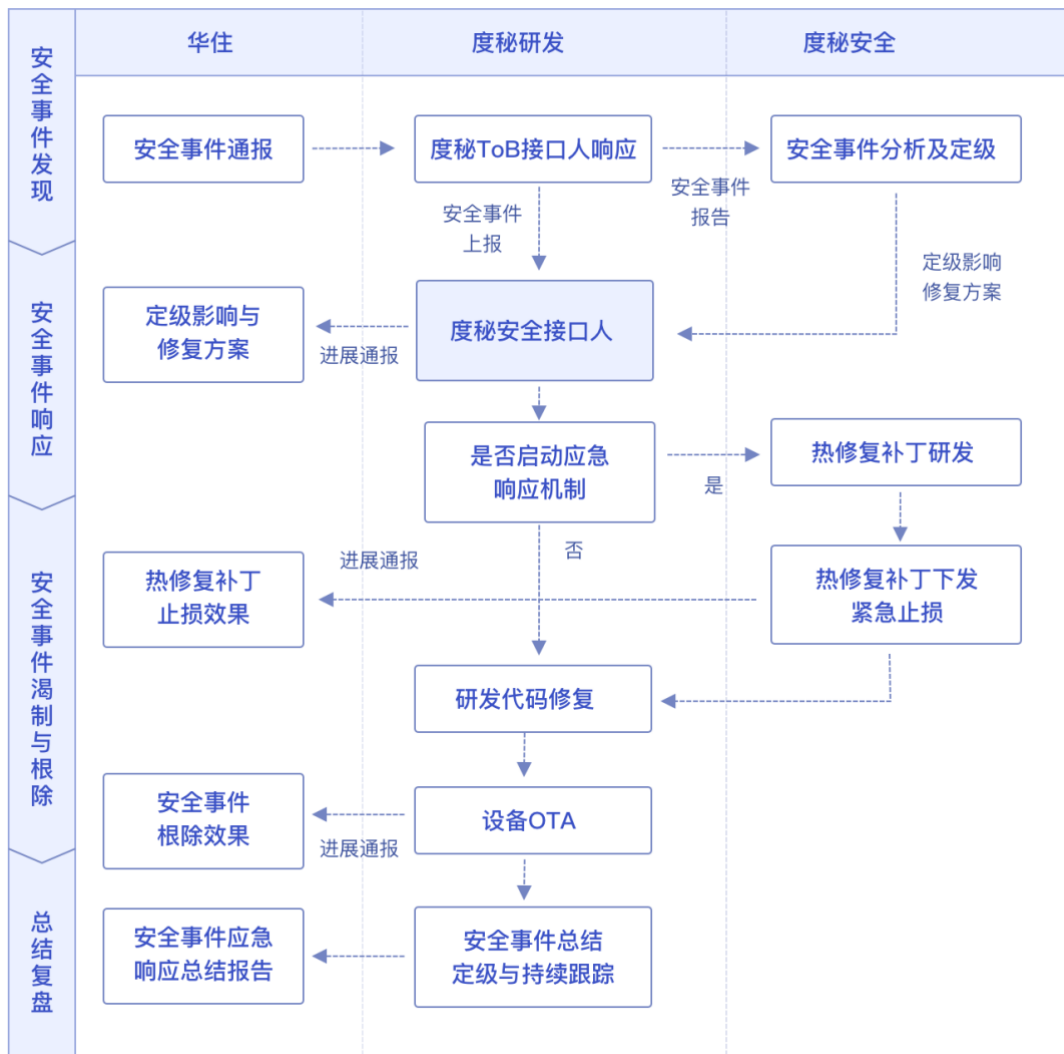 华住
度秘研发
度秘安全
安全事件发现
安全事件通报
度秘ToB接口人响应
安全事件分析及定级
安全事件
报告
安全事件
上报
定级影响
修复方案
安全事件响应
定级影响与
修复方案
进展通报
度秘安全接口人
是否启动应急
响应机制
是
热修复补丁研发
否
安全事件渴制与根除
进展通报
热修复补丁
止损效果
热修复补丁下发
紧急止损
研发代码修复
安全事件
根除效果
进展通报
设备OTA
总结复盘
安全事件应急
响应总结报告
安全事件总结
定级与持续跟踪